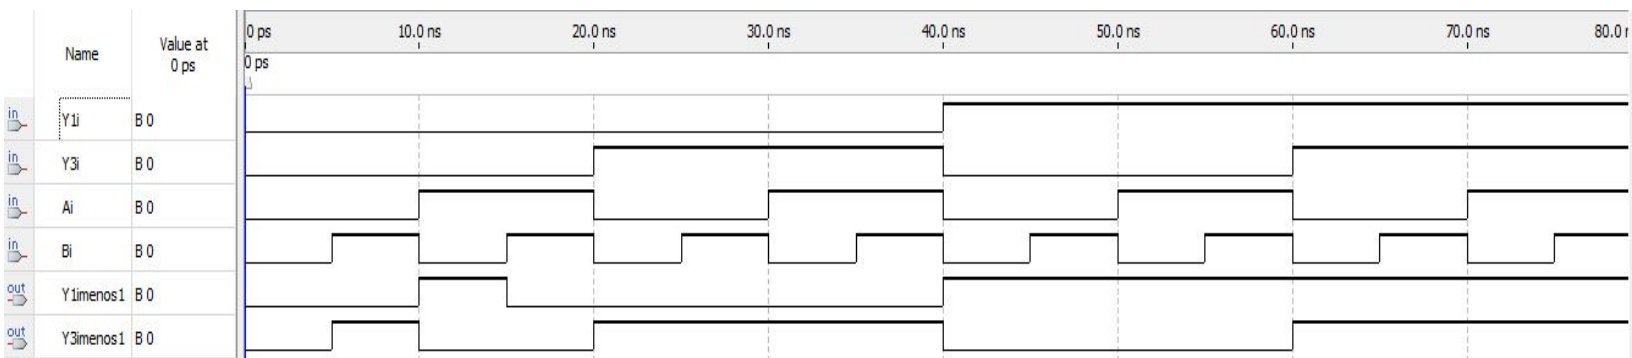 Name Value at 0 ps
0 ps 10.0 ns 20.0 ns 30.0 ns 40.0 ns 50.0 ns 60.0 ns 70.0 ns 80.0
0 ps
in Y1i B 0
in Y3i B 0
in Ai B 0
in Bi B 0
out Y1imenos1 B 0
out Y3imenos1 B 0